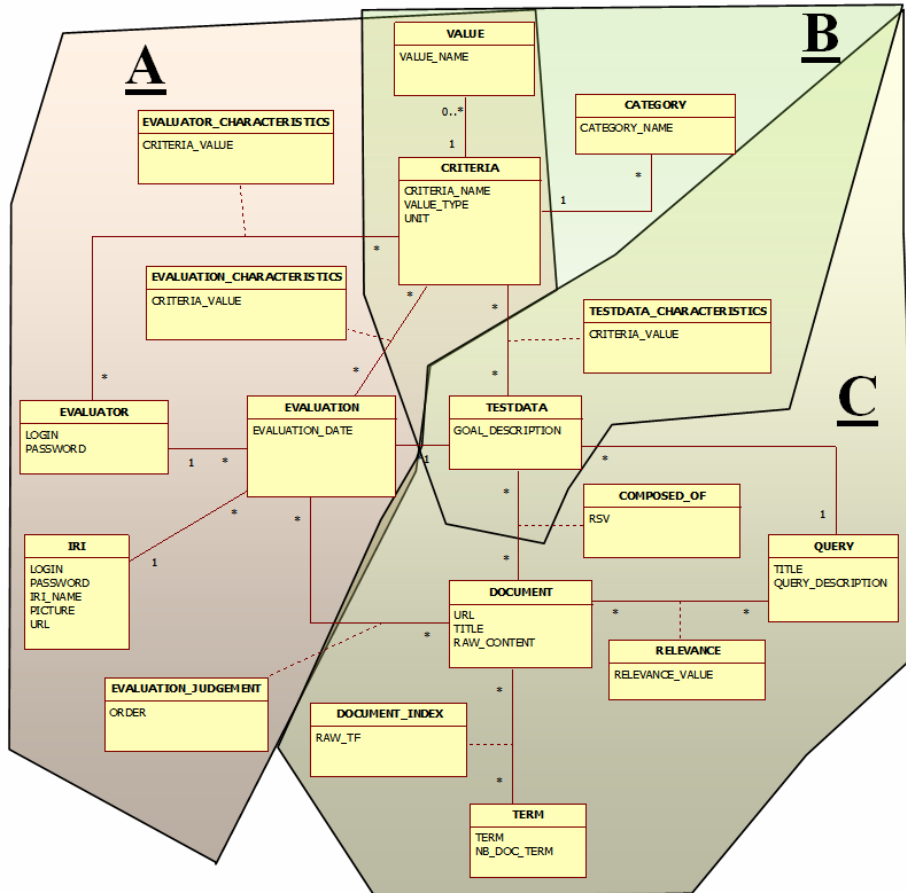 VALUE
VALUE_NAME
B
A
CATEGORY
CATEGORY_NAME
EVALUATOR_CHARACTERISTICS
CRITERIA_VALUE
0..*
1
CRITERIA
CRITERIA_NAME
VALUE_TYPE
UNIT
1
*
*
EVALUATION_CHARACTERISTICS
CRITERIA_VALUE
*
*
TESTDATA_CHARACTERISTICS
CRITERIA_VALUE
*
*
*
C
EVALUATOR
LOGIN
PASSWORD
EVALUATION
EVALUATION_DATE
TESTDATA
GOAL_DESCRIPTION
1
*
1
*
*
*
*
COMPOSED_OF
RSV
1
IRI
LOGIN
PASSWORD
IRI_NAME
PICTURE
URL
1
*
QUERY
TITLE
QUERY_DESCRIPTION
DOCUMENT
URL
TITLE
RAW_CONTENT
*
*
*
RELEVANCE
RELEVANCE_VALUE
EVALUATION_JUDGEMENT
ORDER
*
DOCUMENT_INDEX
RAW_TF
*
TERM
TERM
NB_DOC_TERM